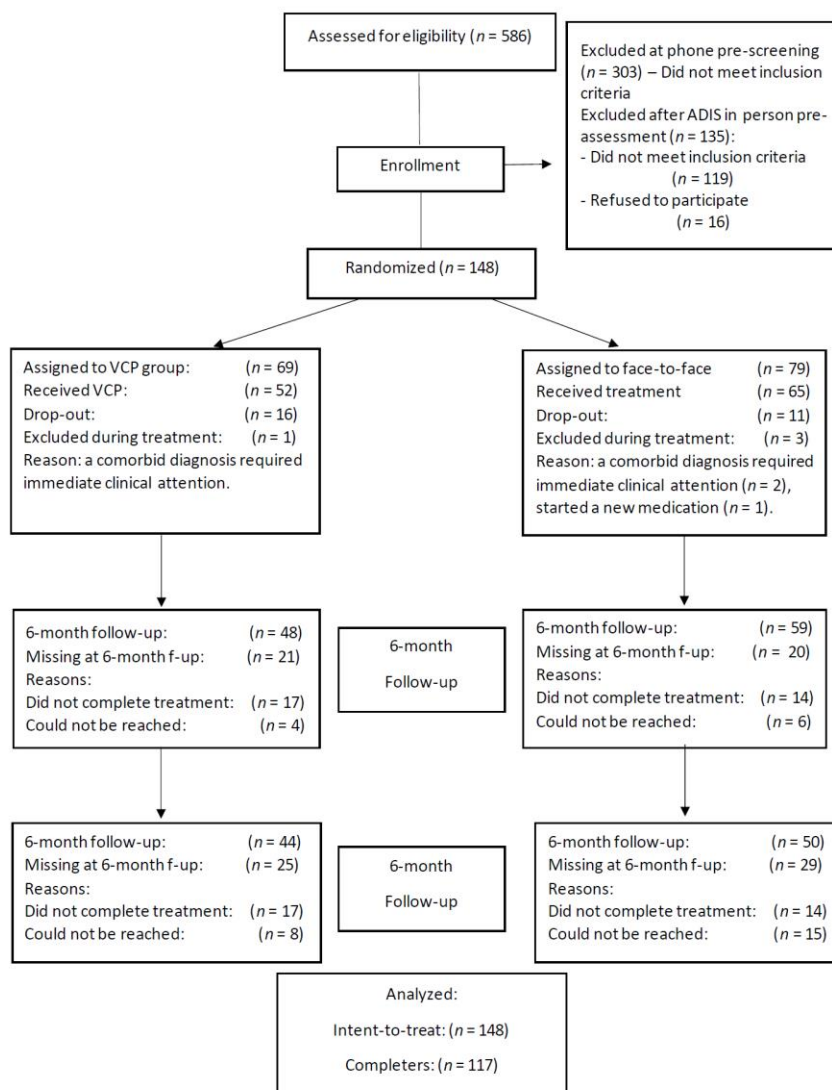 Assessed for eligibility (n = 586)
Excluded at phone pre-screening
(n = 303) – Did not meet inclusion
criteria
Excluded after ADIS in person pre-
assessment (n = 135):
- Did not meet inclusion criteria
(n = 119)
- Refused to participate
(n = 16)
Enrollment
Randomized (n = 148)
Assigned to VCP group: (n = 69)
Received VCP: (n = 52)
Drop-out: (n = 16)
Excluded during treatment: (n = 1)
Reason: a comorbid diagnosis required
immediate clinical attention.
Assigned to face-to-face (n = 79)
Received treatment (n = 65)
Drop-out: (n = 11)
Excluded during treatment: (n = 3)
Reason: a comorbid diagnosis required
immediate clinical attention (n = 2),
started a new medication (n = 1).
6-month follow-up: (n = 48)
Missing at 6-month f-up: (n = 21)
Reasons:
Did not complete treatment: (n = 17)
Could not be reached: (n = 4)
6-month
Follow-up
6-month follow-up: (n = 59)
Missing at 6-month f-up: (n = 20)
Reasons:
Did not complete treatment: (n = 14)
Could not be reached: (n = 6)
6-month follow-up: (n = 44)
Missing at 6-month f-up: (n = 25)
Reasons:
Did not complete treatment: (n = 17)
Could not be reached: (n = 8)
6-month
Follow-up
6-month follow-up: (n = 50)
Missing at 6-month f-up: (n = 29)
Reasons:
Did not complete treatment: (n = 14)
Could not be reached: (n = 15)
Analyzed:
Intent-to-treat: (n = 148)
Completers: (n = 117)